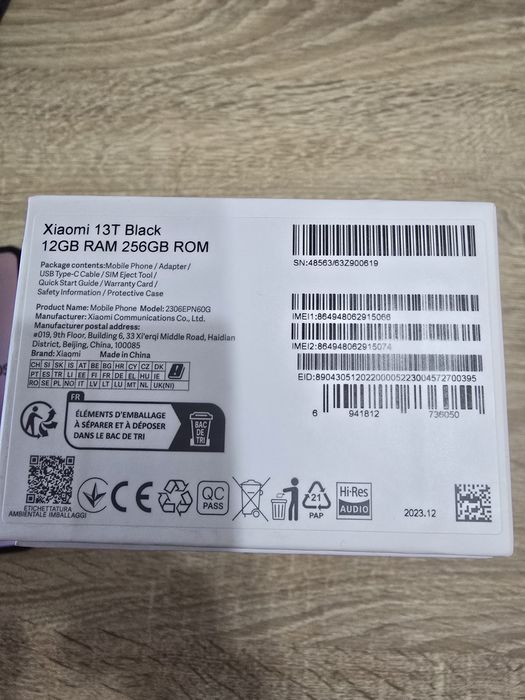 Xiaomi 13T Black
12GB RAM 256GB ROM
Package contents:Mobile Phone / Adapter /
USB Type-C Cable / SIM Eject Tool /
Quick Start Guide / Warranty Card /
Safety Information / Protective Case
Product Name: Mobile Phone Model: 2306EPN60G
Manufacturer: Xiaomi Communications Co., Ltd.
Manufacturer postal address:
#019, 9th Floor, Building 6, 33 Xi'erqi Middle Road, Haidian
District, Beijing, China, 100085
Brand: Xiaomi Made in China
CH SI SK IS AT BE BG HR CY CZ DK
PT ES TR LI EE FI FR DE EL HU IE
RO SE PL NO IT LV LT LU MT NL UK(NI)
FR
ÉLÉMENTS D'EMBALLAGE
À SÉPARER ET À DÉPOSER
DANS LE BAC DE TRI
BAC
DE
TRI
ETICHETTATURA
AMBIENTALE IMBALLAGGI
CE
QC
PASS
21
PAP
Hi-Res
AUDIO
SN:48563/63Z900619
IMEI1:864948062915066
IMEI2:864948062915074
EID:89043051202200005223004572700395
6 941812 736050
2023.12